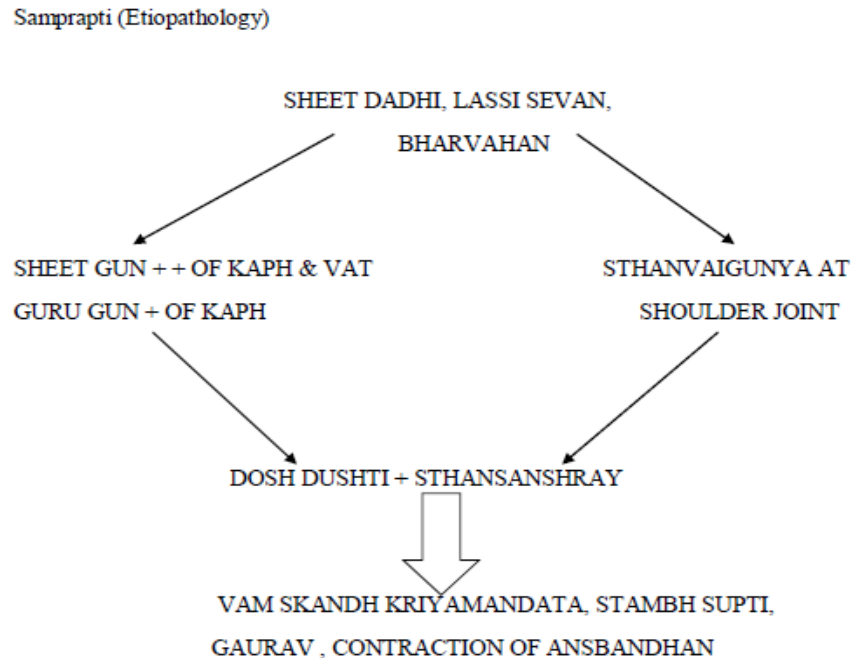 Samprapti (Etiopathology)
SHEET DADHI, LASSI SEVAN,
BHARVAHAN
SHEET GUN + + OF KAPH & VAT
GURU GUN + OF KAPH
STHANVAIGUNYA AT
SHOULDER JOINT
DOSH DUSHTI + STHANSANSHRAY
VAM SKANDH KRIYAMANDATA, STAMBH SUPTI,
GAURAV , CONTRACTION OF ANSBANDHAN